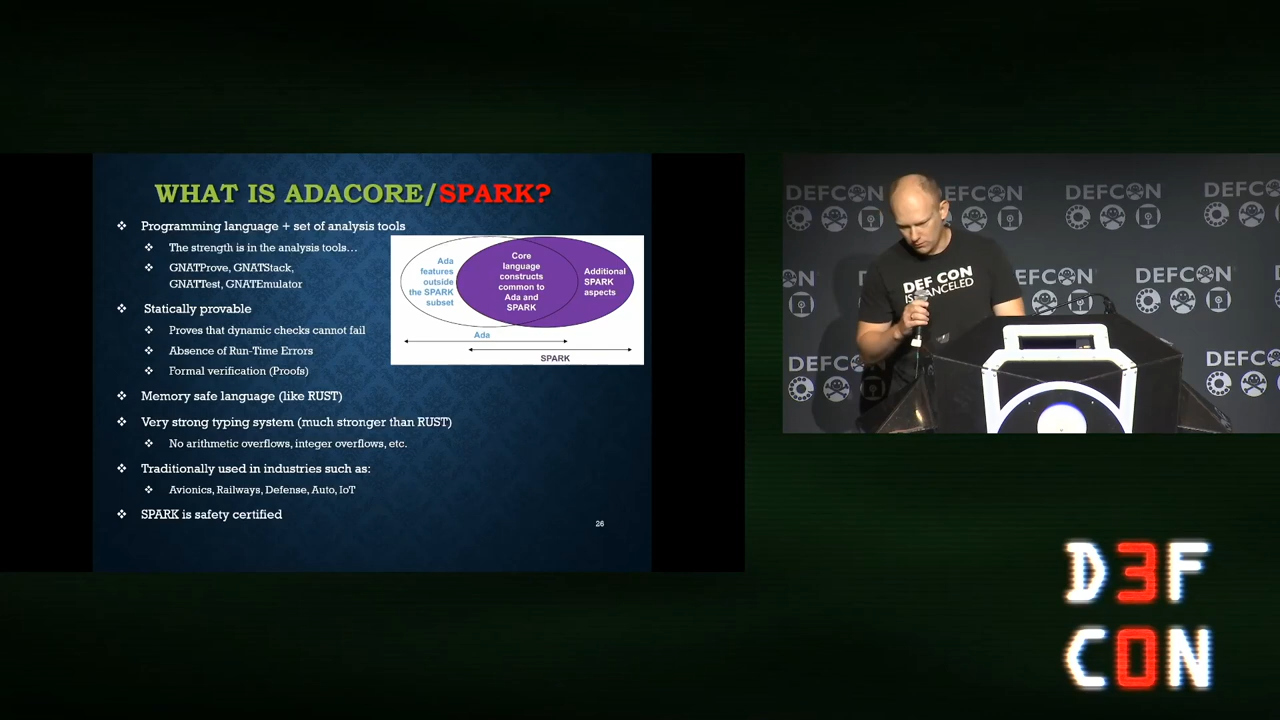 WHAT IS ADACORE/SPARK?
Programming language + set of analysis tools
The strength is in the analysis tools...
GNATProve, GNATStack,
GNATTest, GNATEmulator
Statically provable
Proves that dynamic checks cannot fail
Absence of Run-Time Errors
Formal verification (Proofs)
Memory safe language (like RUST)
Very strong typing system (much stronger than RUST)
No arithmetic overflows, integer overflows, etc.
Traditionally used in industries such as:
Avionics, Railways, Defense, Auto, IoT
SPARK is safety certified
Ada
features
outside
the SPARK
subset
Core
language
constructs
common to
Ada and
SPARK
Additional
SPARK
aspects
Ada
SPARK
26
DEFCON
DEFCON
DEFCON
DEFCON
DEF CON
IS CANCELED
DEFCON
DEFCON
DEFCON
D3F
C0N